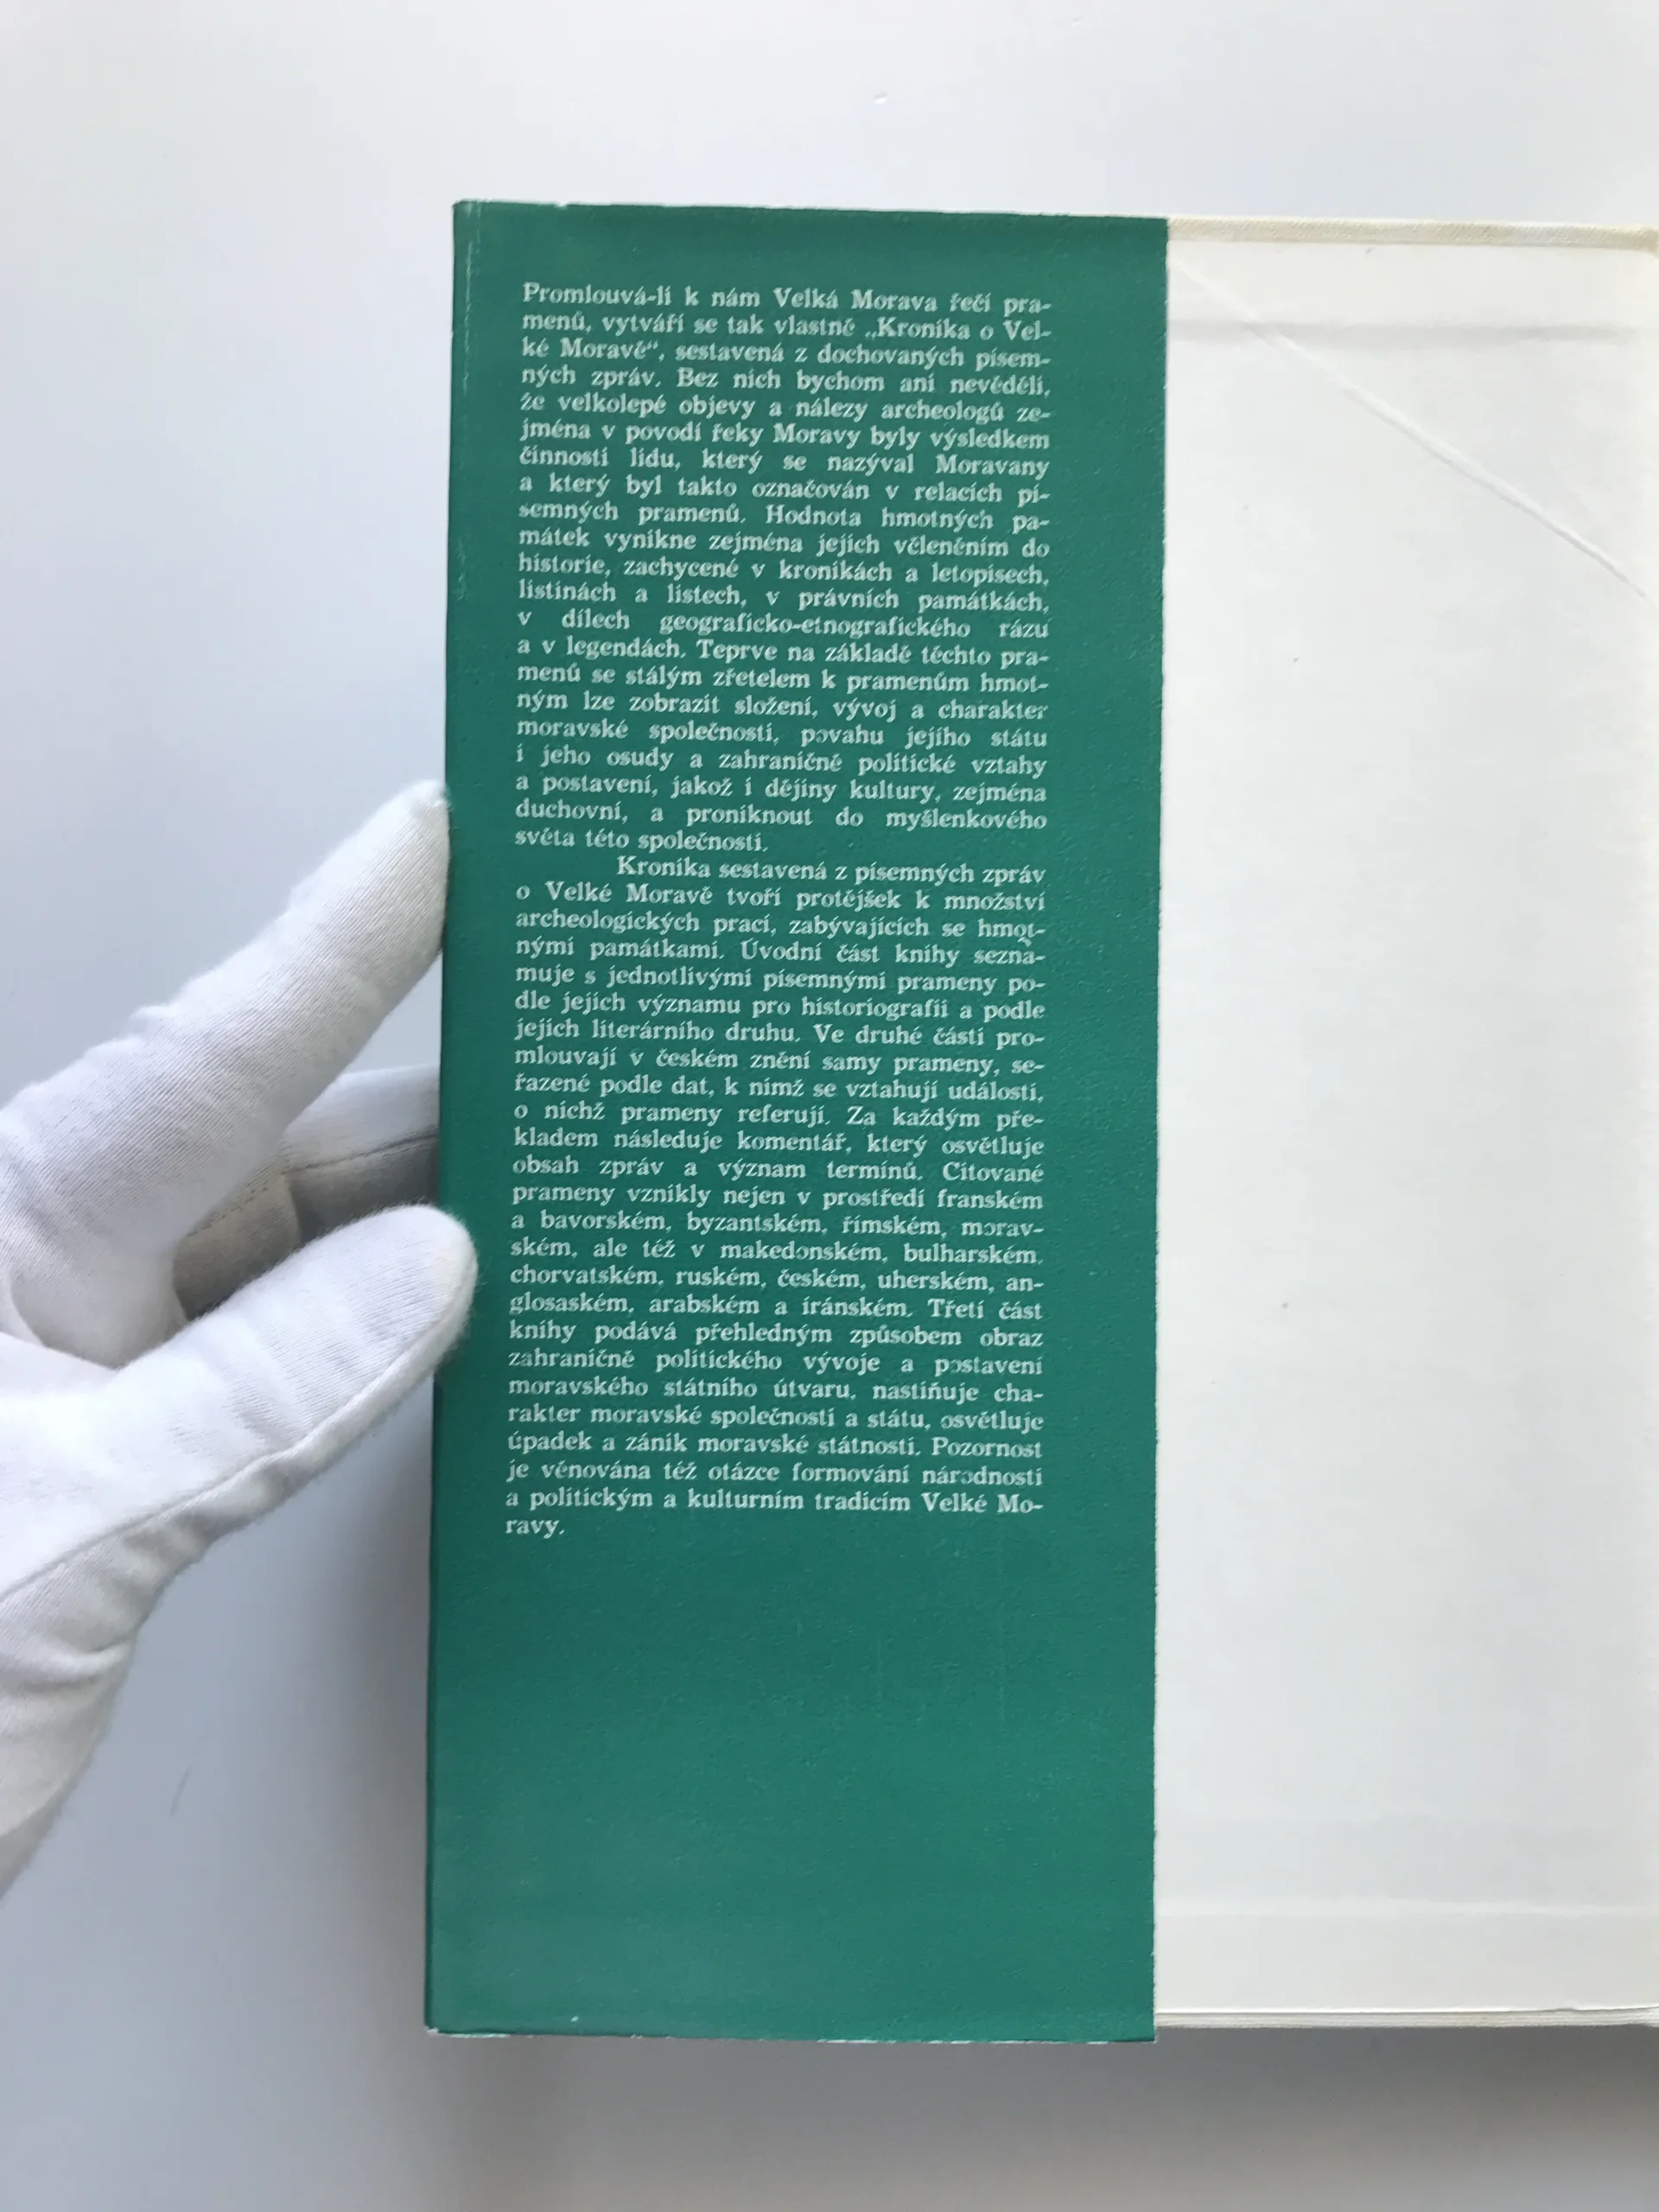 Promlouvá-li k nám Velká Morava řečí pra-
menů, vytváří se tak vlastně „Kronika o Vel-
ké Moravě“, sestavená z dochovaných písem-
ných zpráv. Bez nich bychom ani nevěděli,
že velkolepé objevy a nálezy archeologů ze-
jména v povodí řeky Moravy byly výsledkem
činnosti lidu, který se nazýval Moravany
a který byl takto označován v relacích pí-
semných pramenů. Hodnota hmotných pa-
mátek vynikne zejména jejich včleněním do
historie, zachycené v kronikách a letopisech,
listinách a listech, v právních památkách,
v dílech geograficko-etnografického rázu
a v legendách. Teprve na základě těchto pra-
menů se stálým zřetelem k pramenům hmot-
ným lze zobrazit složení, vývoj a charakter
moravské společnosti, povahu jejího státu
i jeho osudy a zahraničně politické vztahy
a postavení, jakož i dějiny kultury, zejména
duchovní, a proniknout do myšlenkového
světa této společnosti.
Kronika sestavená z písemných zpráv
o Velké Moravě tvoří protějšek k množství
archeologických prací, zabývajících se hmot-
nými památkami. Úvodní část knihy sezna-
muje s jednotlivými písemnými prameny po-
dle jejich významu pro historiografii a podle
jejich literárního druhu. Ve druhé části pro-
mlouvají v českém znění samy prameny, se-
řazené podle dat, k nimž se vztahují události,
o nichž prameny referují. Za každým pře-
kladem následuje komentář, který osvětluje
obsah zpráv a význam termínů. Citované
prameny vznikly nejen v prostředí franském
a bavorském, byzantském, římském, morav-
ském, ale též v makedonském, bulharském,
chorvatském, ruském, českém, uherském, an-
glosaském, arabském a íránském. Třetí část
knihy podává přehledným způsobem obraz
zahraničně politického vývoje a postavení
moravského státního útvaru, nastiňuje cha-
rakter moravské společnosti a státu, osvětluje
úpadek a zánik moravské státnosti. Pozornost
je věnována též otázce formování národnosti
a politickým a kulturním tradicím Velké Mo-
ravy.